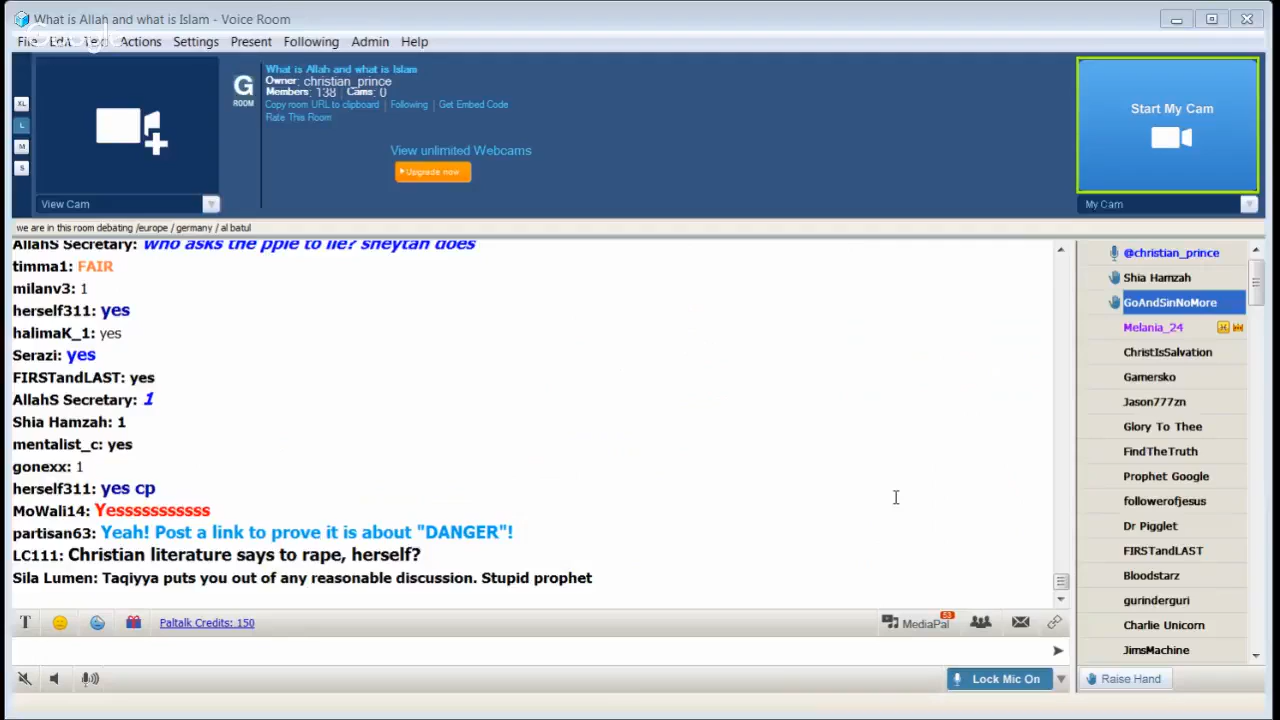 What is Allah and what is Islam - Voice Room
Google
File Edit Text Actions Settings Present Following Admin Help
XL
L
M
S
View Cam
G
ROOM
What is Allah and what is Islam
Owner: christian_prince
Members: 138 Cams: 0
Copy room URL to clipboard | Following | Get Embed Code
Rate This Room
View unlimited Webcams
Upgrade now
Start My Cam
My Cam
we are in this room debating /europe / germany / al batul
AllahS Secretary: who asks the pple to lie? sheytan does
timma1: FAIR
milanv3: 1
herself311: yes
halimaK_1: yes
Serazi: yes
FIRSTandLAST: yes
AllahS Secretary: 1
Shia Hamzah: 1
mentalist_c: yes
gonexx: 1
herself311: yes cp
MoWali14: Yesssssssssss
partisan63: Yeah! Post a link to prove it is about "DANGER"!
LC111: Christian literature says to rape, herself?
Sila Lumen: Taqiyya puts you out of any reasonable discussion. Stupid prophet
@christian_prince
Shia Hamzah
GoAndSinNoMore
Melania_24
ChristIsSalvation
Gamersko
Jason777zn
Glory To Thee
FindTheTruth
Prophet Google
followerofjesus
Dr Pigglet
FIRSTandLAST
Bloodstarz
gurinderguri
Charlie Unicorn
JimsMachine
T
Paltalk Credits: 150
MediaPal
53
Lock Mic On
Raise Hand